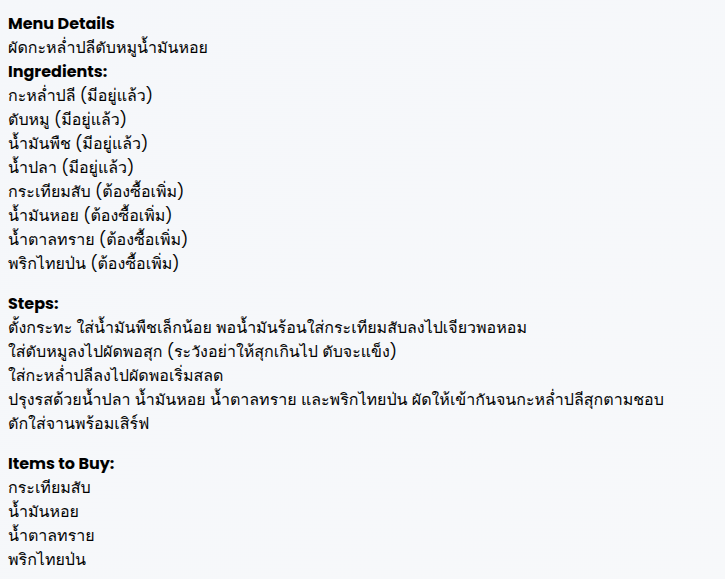 Menu Details
ผัดกะหล่ำปลีตับหมูน้ำมันหอย
Ingredients:
กะหล่ำปลี (มีอยู่แล้ว)
ตับหมู (มีอยู่แล้ว)
น้ำมันพืช (มีอยู่แล้ว)
น้ำปลา (มีอยู่แล้ว)
กระเทียมสับ (ต้องซื้อเพิ่ม)
น้ำมันหอย (ต้องซื้อเพิ่ม)
น้ำตาลทราย (ต้องซื้อเพิ่ม)
พริกไทยป่น (ต้องซื้อเพิ่ม)
Steps:
ตั้งกระทะ ใส่น้ำมันพืชเล็กน้อย พอน้ำมันร้อนใส่กระเทียมสับลงไปเจียวพอหอม
ใส่ตับหมูลงไปผัดพอสุก (ระวังอย่าให้สุกเกินไป ตับจะแข็ง)
ใส่กะหล่ำปลีลงไปผัดพอเริ่มสลด
ปรุงรสด้วยน้ำปลา น้ำมันหอย น้ำตาลทราย และพริกไทยป่น ผัดให้เข้ากันจนกะหล่ำปลีสุกตามชอบ
ตักใส่จานพร้อมเสิร์ฟ
Items to Buy:
กระเทียมสับ
น้ำมันหอย
น้ำตาลทราย
พริกไทยป่น